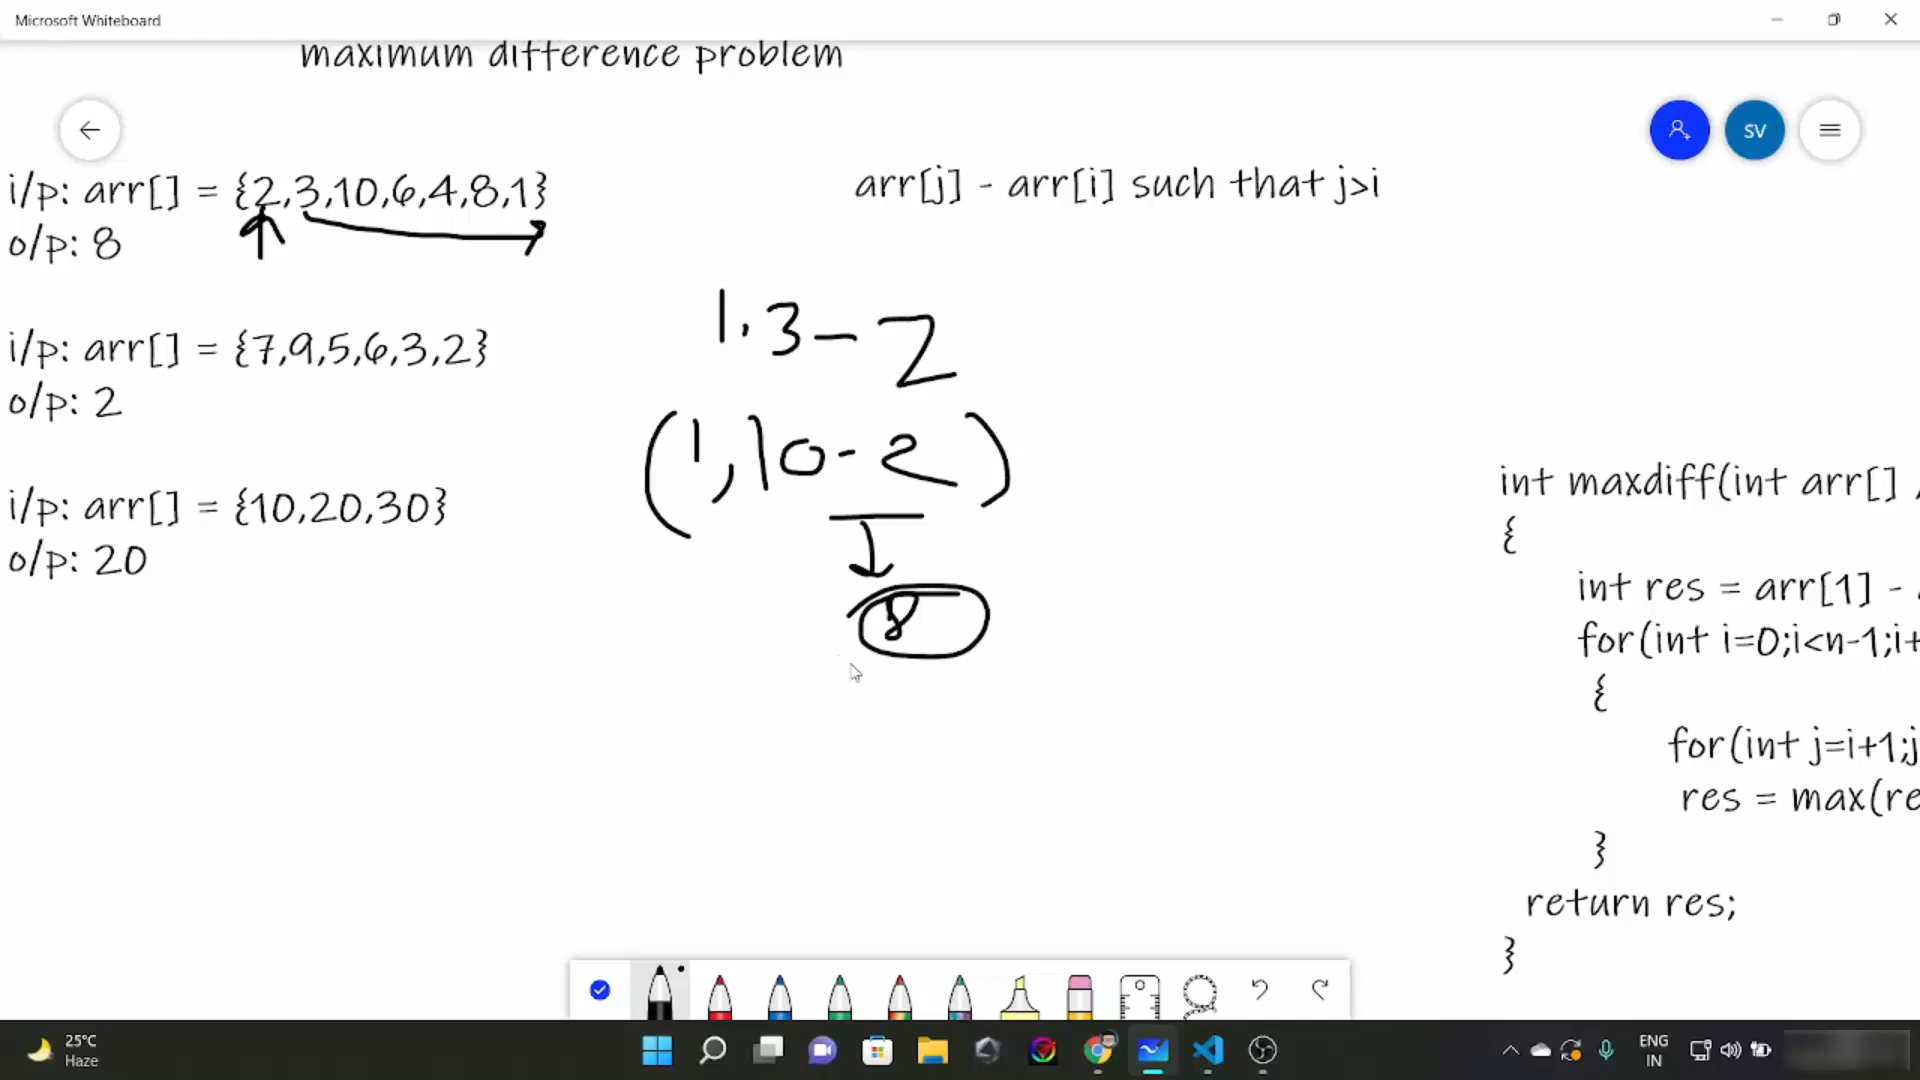 Microsoft Whiteboard
maximum difference problem
SV
i/p: arr[] = {2,3,10,6,4,8,1}
o/p: 8
arr[j] - arr[i] such that j>i
i/p: arr[] = {7,9,5,6,3,2}
o/p: 2
i/p: arr[] = {10,20,30}
o/p: 20
1,3-2
(1,10-2)
8
int maxdiff(int arr[] ,
{
int res = arr[1] -
for(int i=0;i<n-1;i+
{
for(int j=i+1;j
res = max(re
}
return res;
}
25°C
Haze
ENG
IN